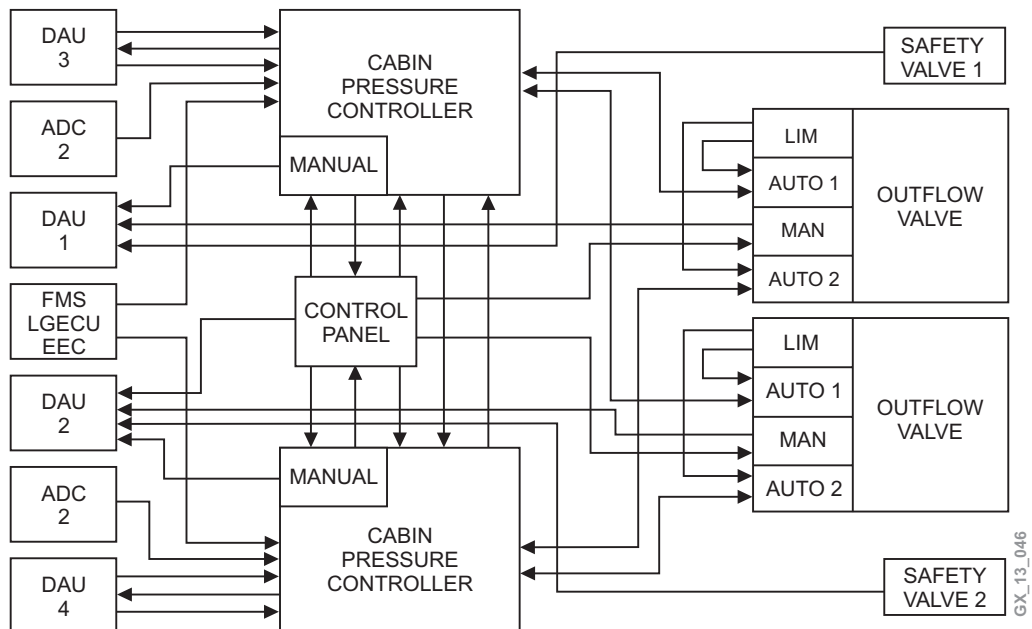 DAU
3
ADC
2
DAU
1
FMS
LGECU
EEC
DAU
2
ADC
2
DAU
4
CABIN
PRESSURE
CONTROLLER
MANUAL
CONTROL
PANEL
MANUAL
CABIN
PRESSURE
CONTROLLER
SAFETY
VALVE 1
LIM
AUTO 1
MAN
AUTO 2
OUTFLOW
VALVE
LIM
AUTO 1
MAN
AUTO 2
OUTFLOW
VALVE
SAFETY
VALVE 2
GX_13_046